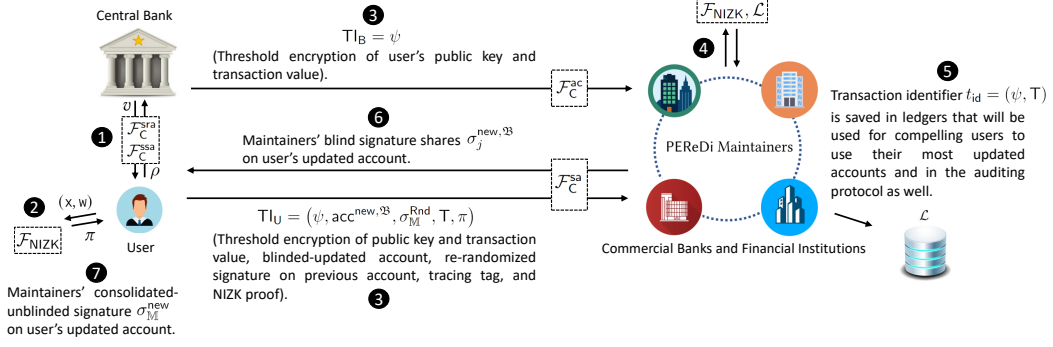 Central Bank
3
TI_B = ψ
(Threshold encryption of user's public key and
transaction value).
F_NIZK, L
4
F_C^ac
5
Transaction identifier t_id = (ψ, T)
is saved in ledgers that will be
used for compelling users to
use their most updated
accounts and in the auditing
protocol as well.
v
1
F_C^sra
F_C^ssa
ρ
6
Maintainers' blind signature shares σ_j^{new,𝔅}
on user's updated account.
F_C^sa
PEReDi Maintainers
2
(x, w)
F_NIZK
π
User
TI_U = (ψ, acc^{new,𝔅}, σ_𝕄^Rnd, T, π)
(Threshold encryption of public key and transaction
value, blinded-updated account, re-randomized
signature on previous account, tracing tag, and
NIZK proof).
3
Commercial Banks and Financial Institutions
L
7
Maintainers' consolidated-
unblinded signature σ_𝕄^new
on user's updated account.